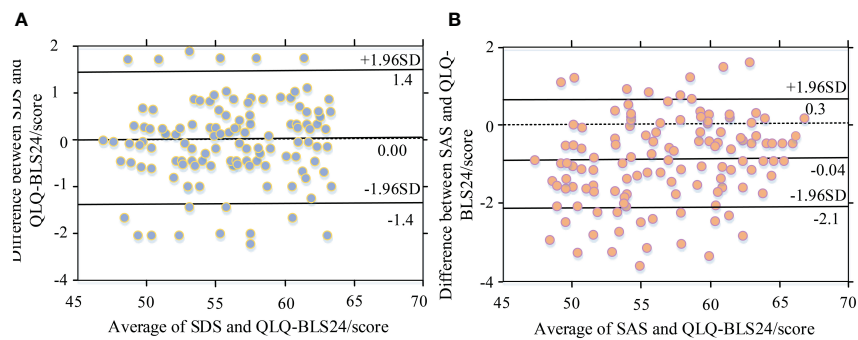 A
Difference between SDS and
QLQ-BLS24/score
2
1
0
-1
-2
-4
+1.96SD
1.4
0.00
-1.96SD
-1.4
45
50
55
60
65
70
Average of SDS and QLQ-BLS24/score
B
Difference between SAS and QLQ-
BLS24/score
2
0
-2
-4
+1.96SD
0.3
-0.04
-1.96SD
-2.1
45
50
55
60
65
70
Average of SAS and QLQ-BLS24/score